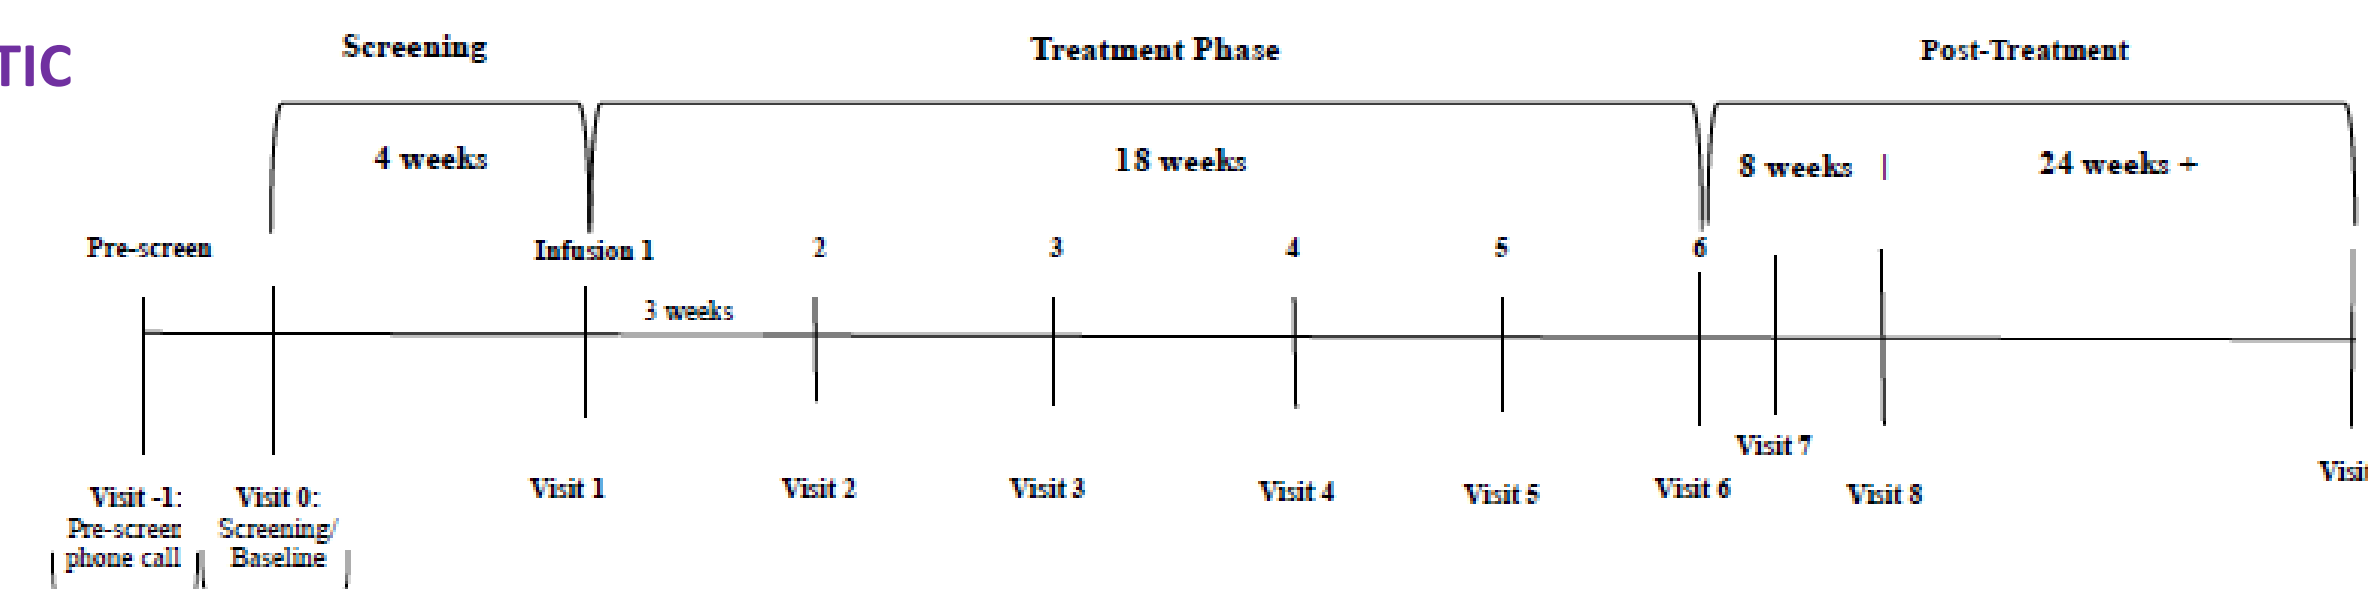 TIC
Screening
Treatment Phase
Post-Treatment
4 weeks
18 weeks
8 weeks | 24 weeks +
Pre-screen
Infusion 1
2
3
4
5
6
3 weeks
Visit -1:
Pre-screen
phone call
Visit 0:
Screening/
Baseline
Visit 1
Visit 2
Visit 3
Visit 4
Visit 5
Visit 6
Visit 7
Visit 8
Visit